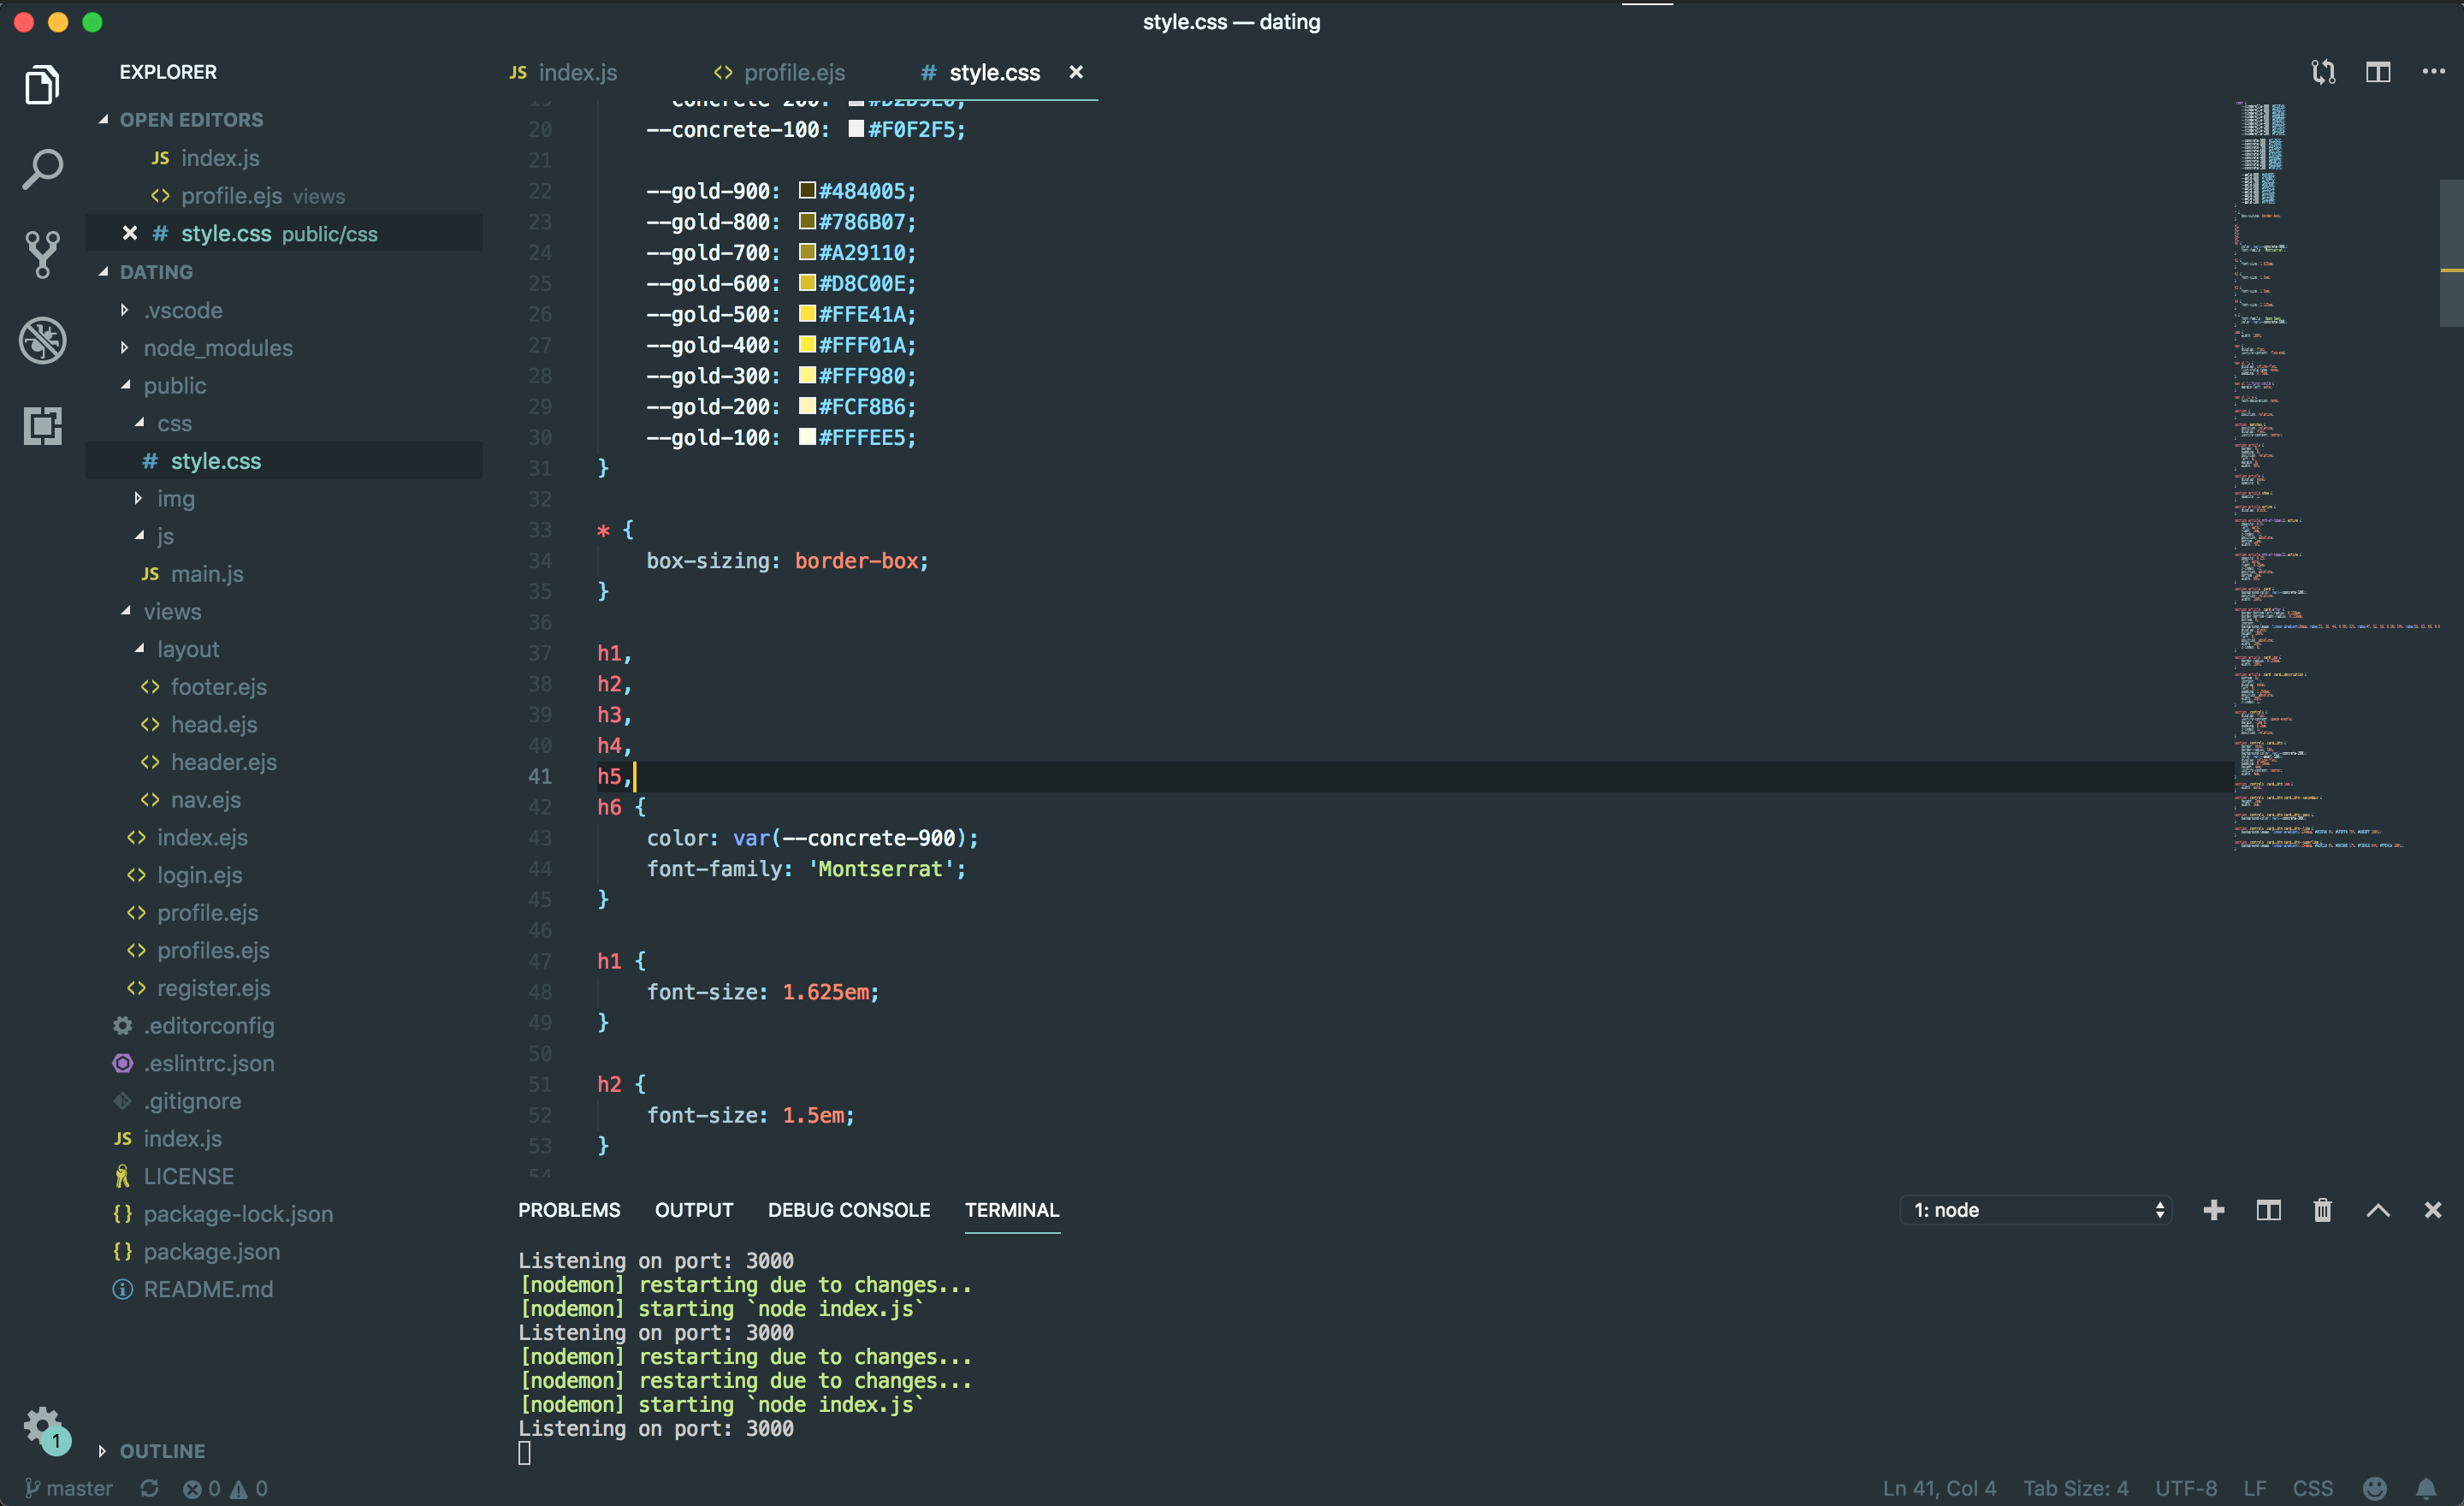 style.css — dating
EXPLORER
OPEN EDITORS
JS index.js
<> profile.ejs views
# style.css public/css
DATING
.vscode
node_modules
public
css
# style.css
img
js
JS main.js
views
layout
<> footer.ejs
<> head.ejs
<> header.ejs
<> nav.ejs
<> index.ejs
<> login.ejs
<> profile.ejs
<> profiles.ejs
<> register.ejs
.editorconfig
.eslintrc.json
.gitignore
JS index.js
LICENSE
{} package-lock.json
{} package.json
README.md
OUTLINE
1
JS index.js
<> profile.ejs
# style.css
19 --concrete-200: #D2D9E0;
20 --concrete-100: #F0F2F5;
21
22 --gold-900: #484005;
23 --gold-800: #786B07;
24 --gold-700: #A29110;
25 --gold-600: #D8C00E;
26 --gold-500: #FFE41A;
27 --gold-400: #FFF01A;
28 --gold-300: #FFF980;
29 --gold-200: #FCF8B6;
30 --gold-100: #FFFEE5;
31 }
32
33 * {
34 box-sizing: border-box;
35 }
36
37 h1,
38 h2,
39 h3,
40 h4,
41 h5,
42 h6 {
43 color: var(--concrete-900);
44 font-family: 'Montserrat';
45 }
46
47 h1 {
48 font-size: 1.625em;
49 }
50
51 h2 {
52 font-size: 1.5em;
53 }
54
PROBLEMS OUTPUT DEBUG CONSOLE TERMINAL
1: node
Listening on port: 3000
[nodemon] restarting due to changes...
[nodemon] starting `node index.js`
Listening on port: 3000
[nodemon] restarting due to changes...
[nodemon] restarting due to changes...
[nodemon] starting `node index.js`
Listening on port: 3000
master 0 0
Ln 41, Col 4 Tab Size: 4 UTF-8 LF CSS